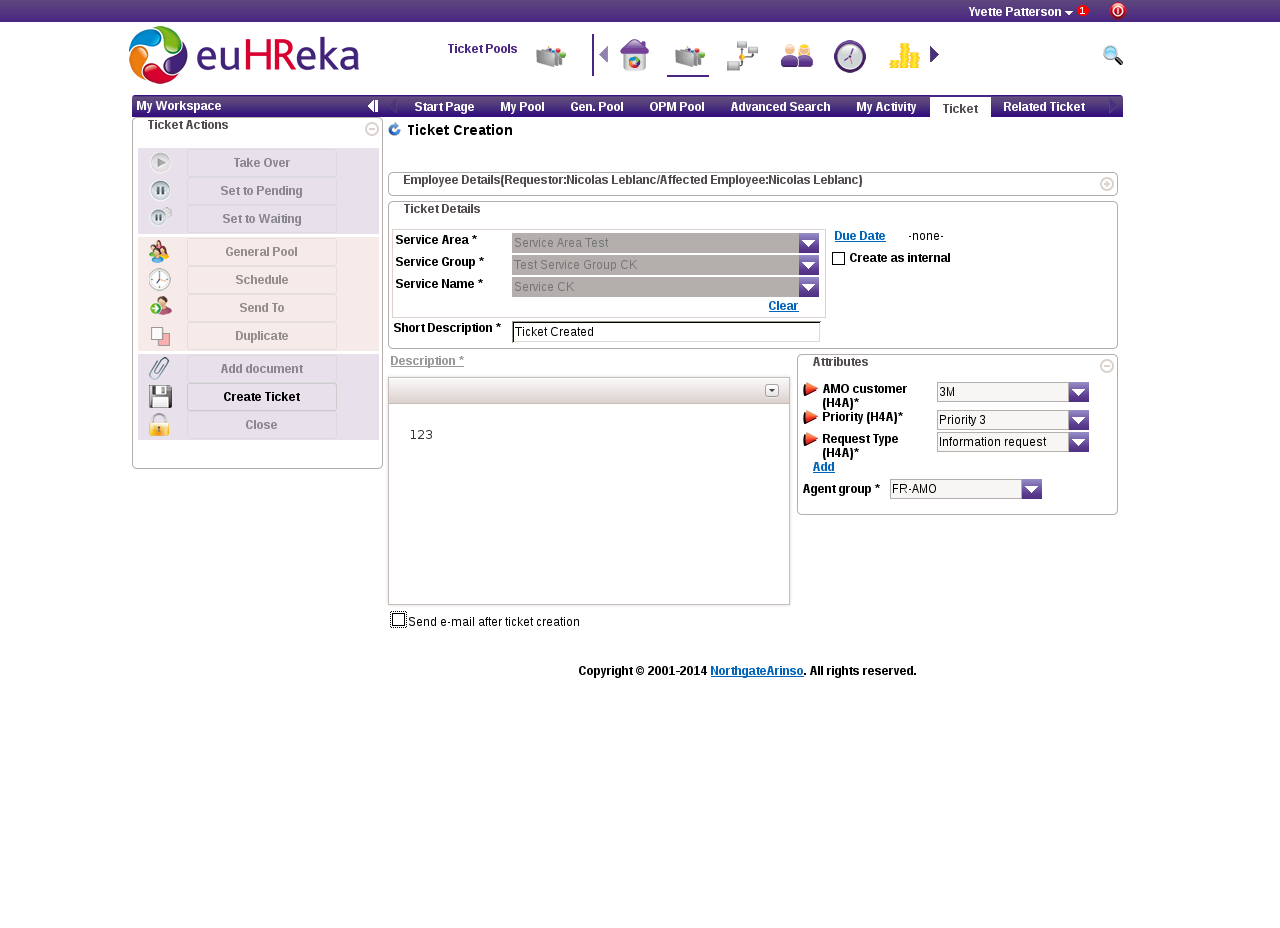 Yvette Patterson 1
euHReka
Ticket Pools
My Workspace
Start Page My Pool Gen. Pool OPM Pool Advanced Search My Activity Ticket Related Ticket
Ticket Actions
Take Over
Set to Pending
Set to Waiting
General Pool
Schedule
Send To
Duplicate
Add document
Create Ticket
Close
Ticket Creation
Employee Details(Requestor:Nicolas Leblanc/Affected Employee:Nicolas Leblanc)
Ticket Details
Service Area * Service Area Test
Service Group * Test Service Group CK
Service Name * Service CK
Clear
Short Description * Ticket Created
Due Date -none-
Create as internal
Description *
123
Send e-mail after ticket creation
Attributes
AMO customer (H4A)* 3M
Priority (H4A)* Priority 3
Request Type (H4A)* Information request
Add
Agent group * FR-AMO
Copyright © 2001-2014 NorthgateArinso. All rights reserved.